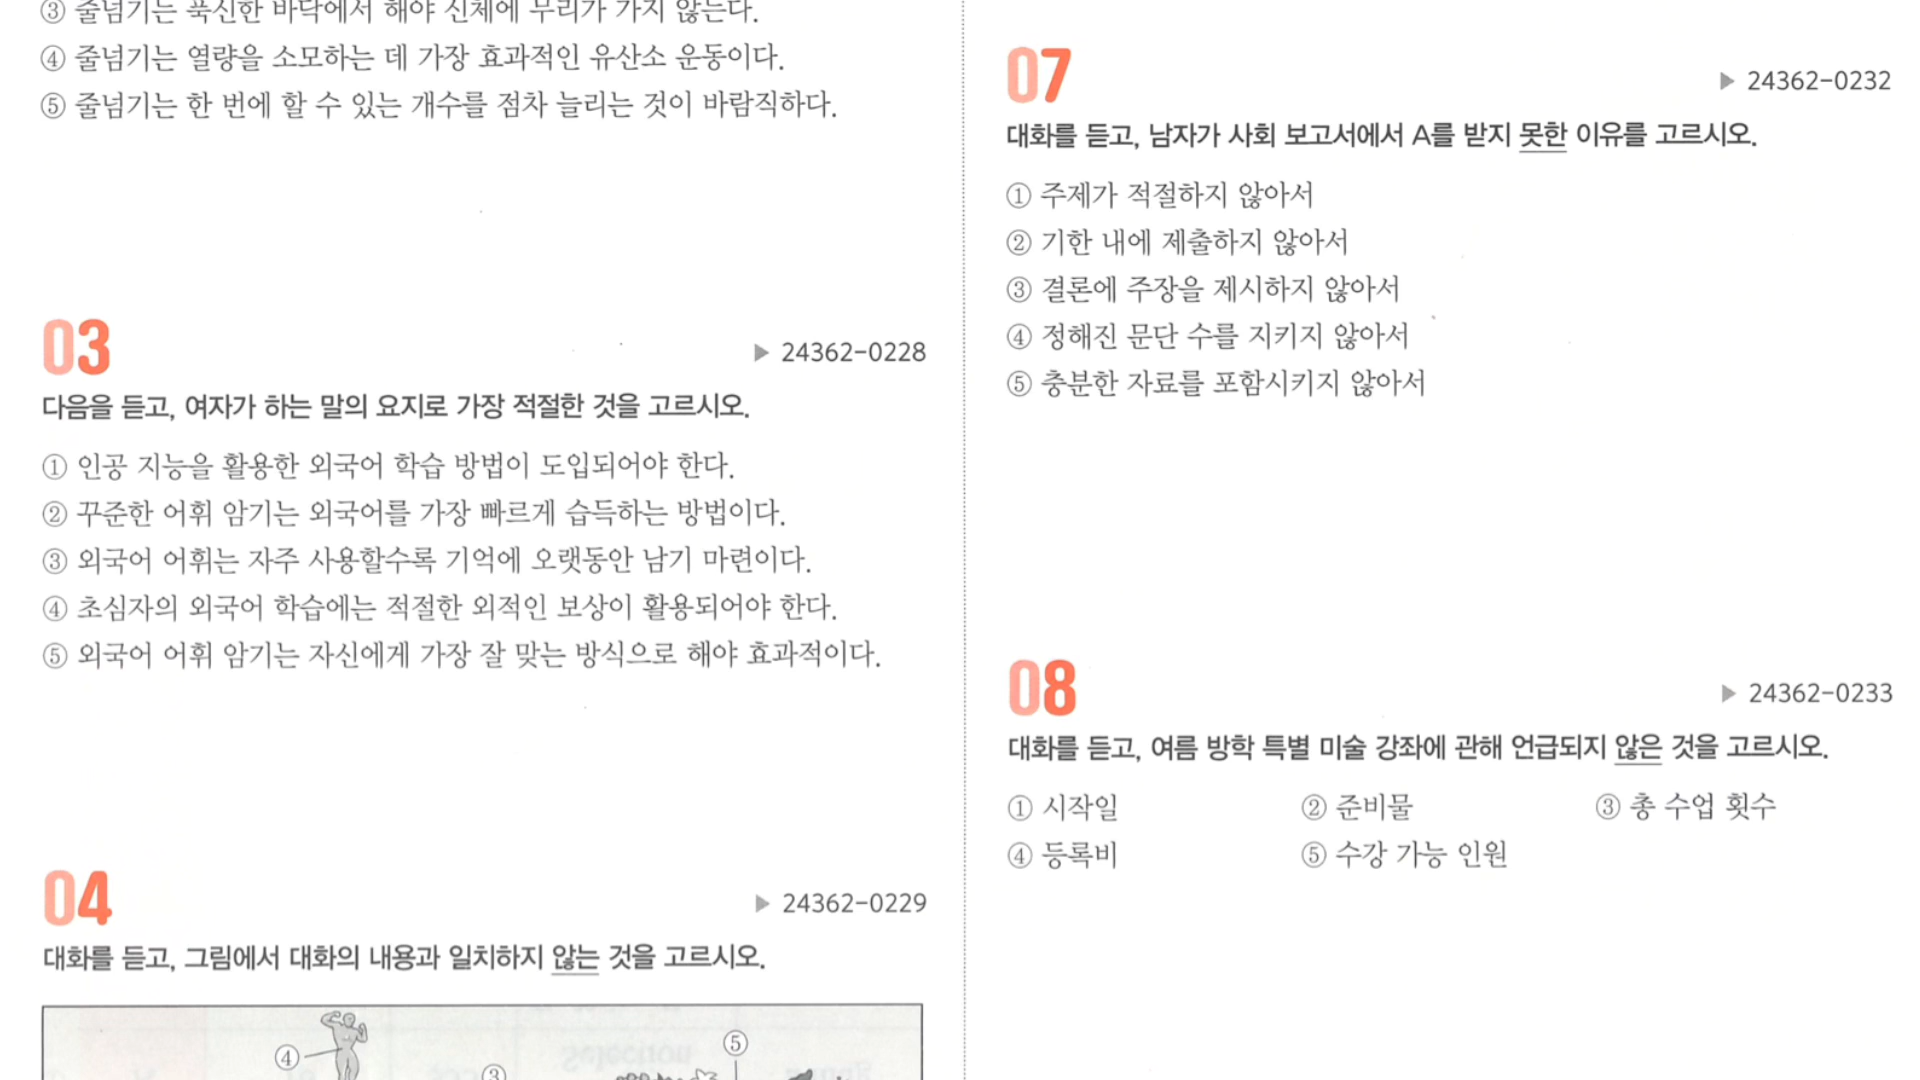 ③ 줄넘기는 푹신한 바닥에서 해야 신체에 무리가 가지 않는다.
④ 줄넘기는 열량을 소모하는 데 가장 효과적인 유산소 운동이다.
⑤ 줄넘기는 한 번에 할 수 있는 개수를 점차 늘리는 것이 바람직하다.
03
▶ 24362-0228
다음을 듣고, 여자가 하는 말의 요지로 가장 적절한 것을 고르시오.
① 인공 지능을 활용한 외국어 학습 방법이 도입되어야 한다.
② 꾸준한 어휘 암기는 외국어를 가장 빠르게 습득하는 방법이다.
③ 외국어 어휘는 자주 사용할수록 기억에 오랫동안 남기 마련이다.
④ 초심자의 외국어 학습에는 적절한 외적인 보상이 활용되어야 한다.
⑤ 외국어 어휘 암기는 자신에게 가장 잘 맞는 방식으로 해야 효과적이다.
04
▶ 24362-0229
대화를 듣고, 그림에서 대화의 내용과 일치하지 않는 것을 고르시오.
⑤
④
③
07
▶ 24362-0232
대화를 듣고, 남자가 사회 보고서에서 A를 받지 못한 이유를 고르시오.
① 주제가 적절하지 않아서
② 기한 내에 제출하지 않아서
③ 결론에 주장을 제시하지 않아서
④ 정해진 문단 수를 지키지 않아서
⑤ 충분한 자료를 포함시키지 않아서
08
▶ 24362-0233
대화를 듣고, 여름 방학 특별 미술 강좌에 관해 언급되지 않은 것을 고르시오.
① 시작일 ② 준비물 ③ 총 수업 횟수
④ 등록비 ⑤ 수강 가능 인원